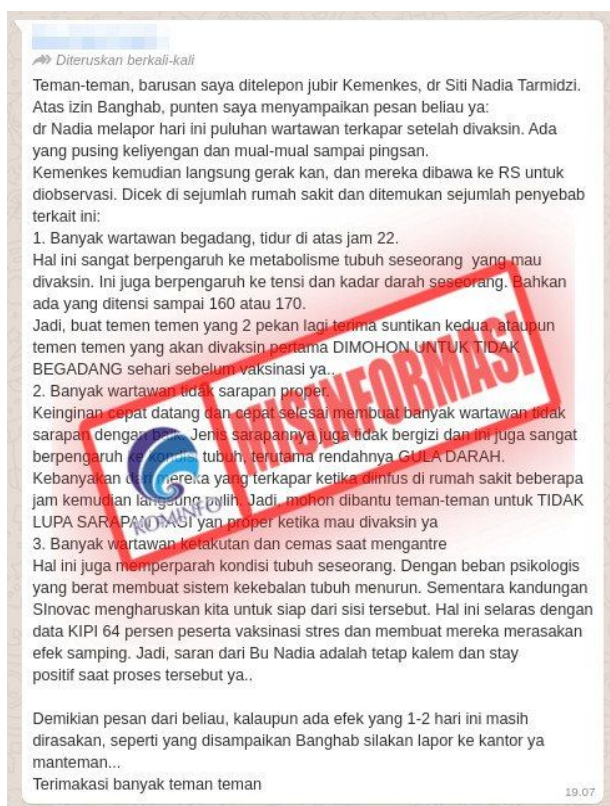 Diteruskan berkali-kali
Teman-teman, barusan saya ditelepon jubir Kemenkes, dr Siti Nadia Tarmidzi.
Atas izin Banghab, punten saya menyampaikan pesan beliau ya:
dr Nadia melapor hari ini puluhan wartawan terkapar setelah divaksin. Ada
yang pusing keliyengan dan mual-mual sampai pingsan.
Kemenkes kemudian langsung gerak kan, dan mereka dibawa ke RS untuk
diobservasi. Dicek di sejumlah rumah sakit dan ditemukan sejumlah penyebab
terkait ini:
1. Banyak wartawan begadang, tidur di atas jam 22.
Hal ini sangat berpengaruh ke metabolisme tubuh seseorang yang mau
divaksin. Ini juga berpengaruh ke tensi dan kadar darah seseorang. Bahkan
ada yang ditensi sampai 160 atau 170.
Jadi, buat temen temen yang 2 pekan lagi terima suntikan kedua, ataupun
temen temen yang akan divaksin pertama DIMOHON UNTUK TIDAK
BEGADANG sehari sebelum vaksinasi ya..
2. Banyak wartawan tidak sarapan proper.
Keinginan cepat datang dan cepat selesai membuat banyak wartawan tidak
sarapan dengan baik. Jenis sarapannya juga tidak bergizi dan ini juga sangat
berpengaruh ke kondisi tubuh, terutama rendahnya GULA DARAH.
Kebanyakan dari mereka yang terkapar ketika diinfus di rumah sakit beberapa
jam kemudian langsung pulih. Jadi, mohon dibantu teman-teman untuk TIDAK
LUPA SARAPAN PAGI yan proper ketika mau divaksin ya
3. Banyak wartawan ketakutan dan cemas saat mengantre
Hal ini juga memperparah kondisi tubuh seseorang. Dengan beban psikologis
yang berat membuat sistem kekebalan tubuh menurun. Sementara kandungan
SInovac mengharuskan kita untuk siap dari sisi tersebut. Hal ini selaras dengan
data KIPI 64 persen peserta vaksinasi stres dan membuat mereka merasakan
efek samping. Jadi, saran dari Bu Nadia adalah tetap kalem dan stay
positif saat proses tersebut ya..
Demikian pesan dari beliau, kalaupun ada efek yang 1-2 hari ini masih
dirasakan, seperti yang disampaikan Banghab silakan lapor ke kantor ya
manteman...
Terimakasi banyak teman teman
19.07
MISINFORMASI
KOMINFO